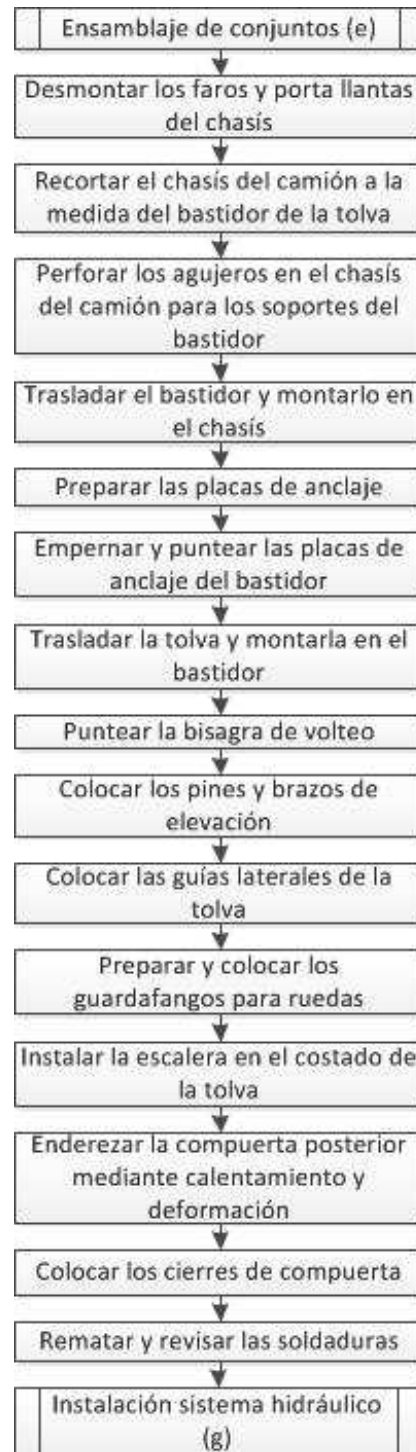 Ensamblaje de conjuntos (e)
Desmontar los faros y porta llantas
del chasís
Recortar el chasís del camión a la
medida del bastidor de la tolva
Perforar los agujeros en el chasís
del camión para los soportes del
bastidor
Trasladar el bastidor y montarlo en
el chasís
Preparar las placas de anclaje
Empernar y puntear las placas de
anclaje del bastidor
Trasladar la tolva y montarla en el
bastidor
Puntear la bisagra de volteo
Colocar los pines y brazos de
elevación
Colocar las guías laterales de la
tolva
Preparar y colocar los
guardafangos para ruedas
Instalar la escalera en el costado de
la tolva
Enderezar la compuerta posterior
mediante calentamiento y
deformación
Colocar los cierres de compuerta
Rematar y revisar las soldaduras
Instalación sistema hidráulico
(g)